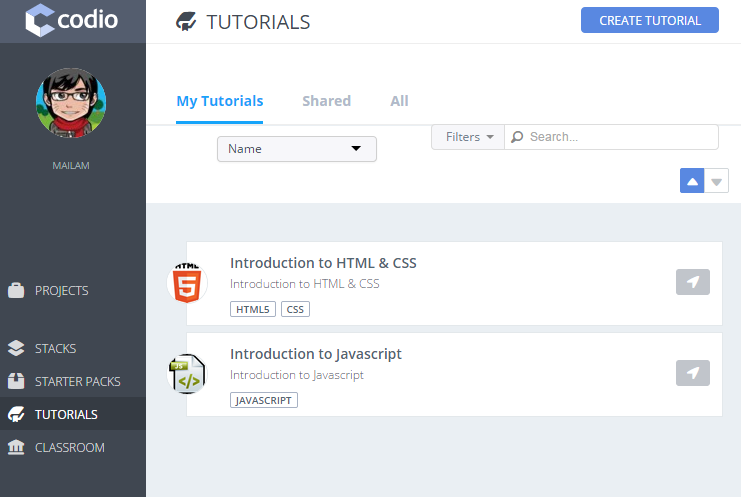 codio
TUTORIALS
CREATE TUTORIAL
MAILAM
My Tutorials
Shared
All
Name
Filters
Search...
PROJECTS
STACKS
STARTER PACKS
TUTORIALS
CLASSROOM
HTML
5
Introduction to HTML & CSS
Introduction to HTML & CSS
HTML5
CSS
</>
Introduction to Javascript
Introduction to Javascript
JAVASCRIPT